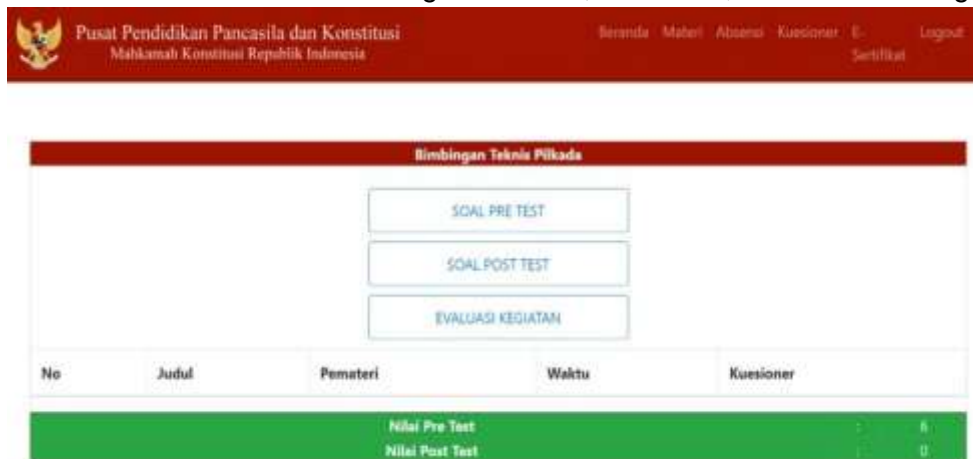 Pusat Pendidikan Pancasila dan Konstitusi
Mahkamah Konstitusi Republik Indonesia
Beranda Materi Absensi Kuesioner E-Sertifikat Logout
Bimbingan Teknis Pilkada
SOAL PRE TEST
SOAL POST TEST
EVALUASI KEGIATAN
No Judul Pemateri Waktu Kuesioner
Nilai Pre Test : 6
Nilai Post Test : 0